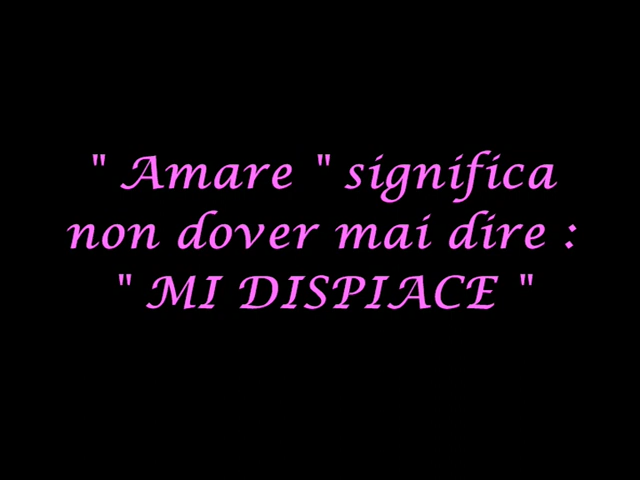 " Amare " significa
non dover mai dire :
" MI DISPIACE "